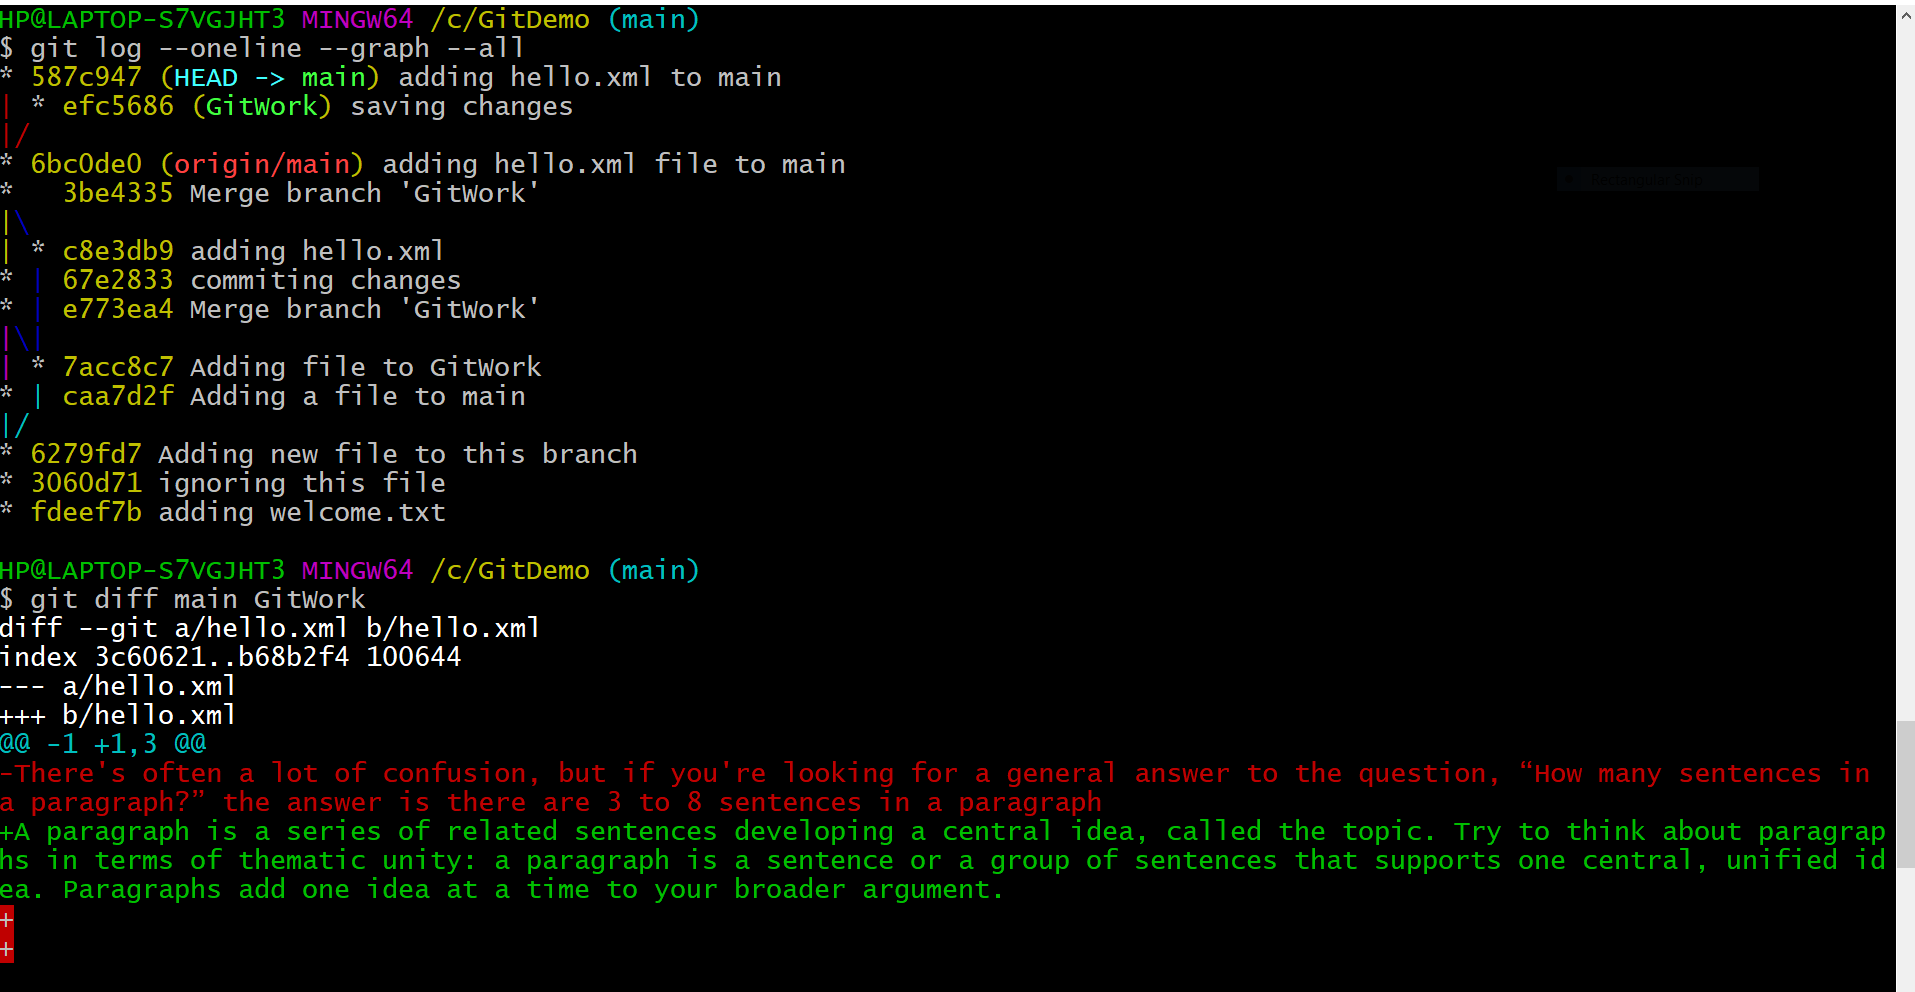 HP@LAPTOP-S7VGJHT3 MINGW64 /c/GitDemo (main)
$ git log --oneline --graph --all
* 587c947 (HEAD -> main) adding hello.xml to main
| * efc5686 (GitWork) saving changes
|/
* 6bc0de0 (origin/main) adding hello.xml file to main
*   3be4335 Merge branch 'GitWork'
|\
| * c8e3db9 adding hello.xml
* | 67e2833 commiting changes
* | e773ea4 Merge branch 'GitWork'
|\|
| * 7acc8c7 Adding file to GitWork
* | caa7d2f Adding a file to main
|/
* 6279fd7 Adding new file to this branch
* 3060d71 ignoring this file
* fdeef7b adding welcome.txt
HP@LAPTOP-S7VGJHT3 MINGW64 /c/GitDemo (main)
$ git diff main GitWork
diff --git a/hello.xml b/hello.xml
index 3c60621..b68b2f4 100644
--- a/hello.xml
+++ b/hello.xml
@@ -1 +1,3 @@
-There's often a lot of confusion, but if you're looking for a general answer to the question, “How many sentences in
a paragraph?” the answer is there are 3 to 8 sentences in a paragraph
+A paragraph is a series of related sentences developing a central idea, called the topic. Try to think about paragrap
hs in terms of thematic unity: a paragraph is a sentence or a group of sentences that supports one central, unified id
ea. Paragraphs add one idea at a time to your broader argument.
+
+